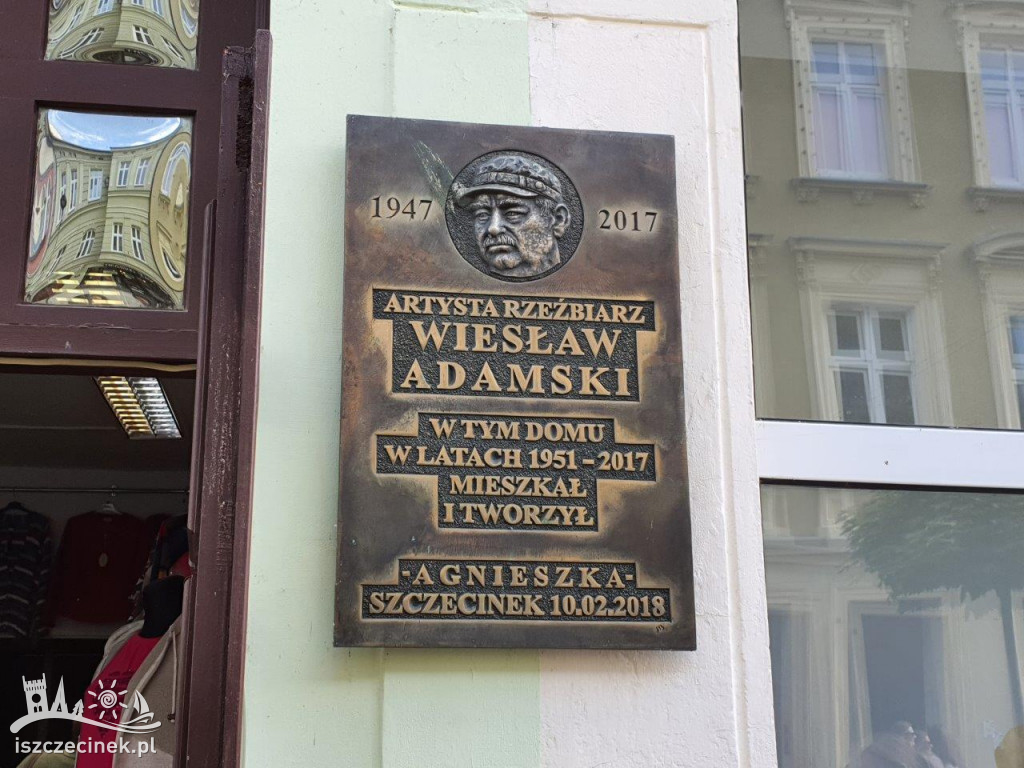 1947 2017
ARTYSTA RZEŹBIARZ
WIESŁAW
ADAMSKI
W TYM DOMU
W LATACH 1951 – 2017
MIESZKAŁ
I TWORZYŁ
-AGNIESZKA-
SZCZECINEK 10.02.2018
iszczecinek.pl